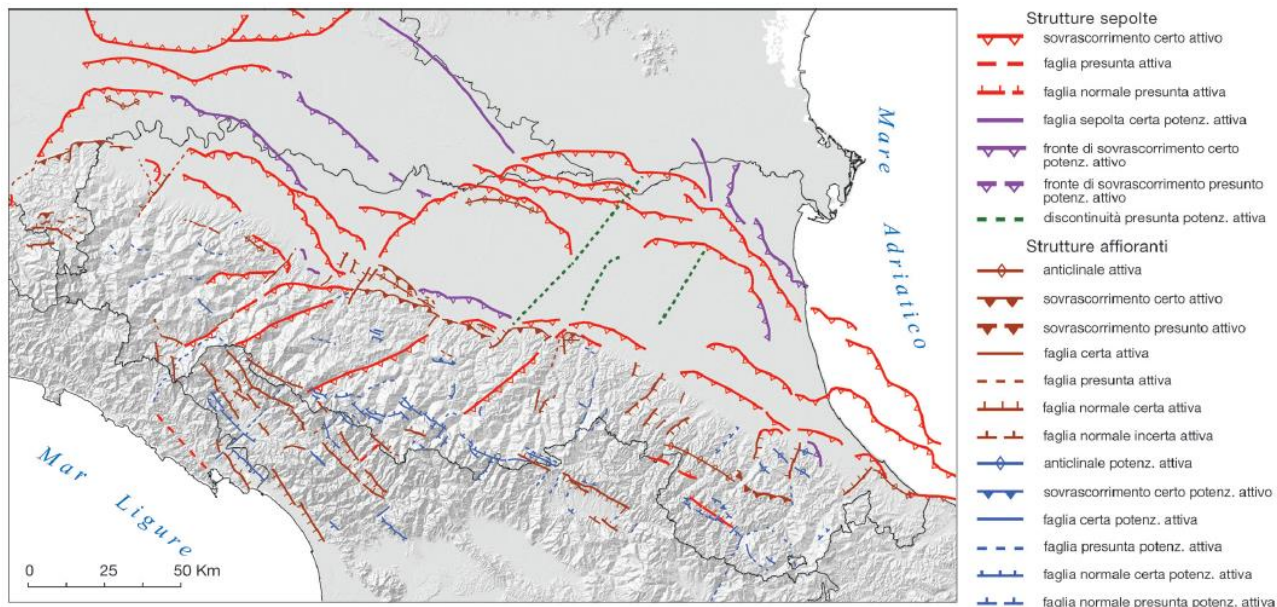 Strutture sepolte
sovrascorrimento certo attivo
faglia presunta attiva
faglia normale presunta attiva
faglia sepolta certa potenz. attiva
fronte di sovrascorrimento certo
potenz. attivo
fronte di sovrascorrimento presunto
potenz. attivo
discontinuità presunta potenz. attiva
Strutture affioranti
anticlinale attiva
sovrascorrimento certo attivo
sovrascorrimento presunto attivo
faglia certa attiva
faglia presunta attiva
faglia normale certa attiva
faglia normale incerta attiva
anticlinale potenz. attiva
sovrascorrimento certo potenz. attivo
faglia certa potenz. attiva
faglia presunta potenz. attiva
faglia normale certa potenz. attiva
faglia normale presunta potenz. attiva
Mare
Adriatico
Mar Ligure
0 25 50 Km